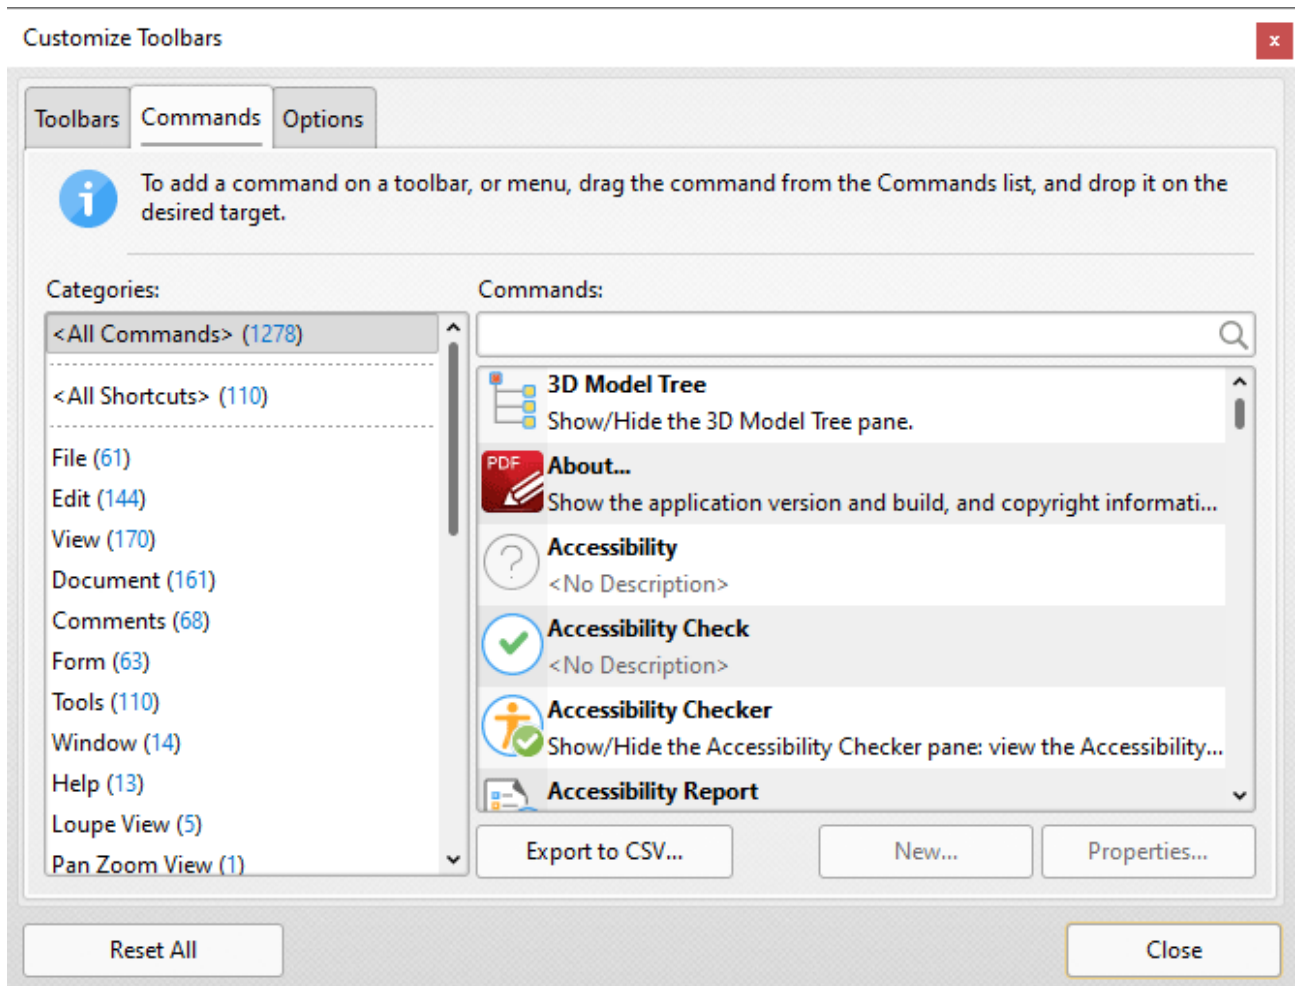 Customize Toolbars
x
Toolbars
Commands
Options
To add a command on a toolbar, or menu, drag the command from the Commands list, and drop it on the
desired target.
Categories:
<All Commands> (1278)
<All Shortcuts> (110)
File (61)
Edit (144)
View (170)
Document (161)
Comments (68)
Form (63)
Tools (110)
Window (14)
Help (13)
Loupe View (5)
Pan Zoom View (1)
Commands:
3D Model Tree
Show/Hide the 3D Model Tree pane.
PDF
About...
Show the application version and build, and copyright informati...
?
Accessibility
<No Description>
Accessibility Check
<No Description>
Accessibility Checker
Show/Hide the Accessibility Checker pane: view the Accessibility...
Accessibility Report
Export to CSV...
New...
Properties...
Reset All
Close